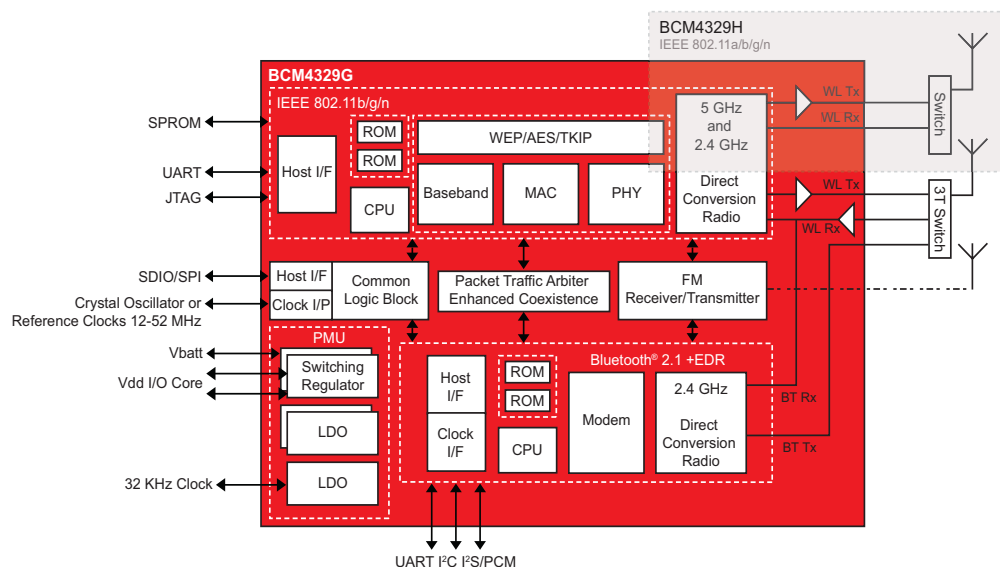 BCM4329H
IEEE 802.11a/b/g/n
BCM4329G
IEEE 802.11b/g/n
SPROM
UART
JTAG
Host I/F
ROM
ROM
CPU
WEP/AES/TKIP
Baseband
MAC
PHY
5 GHz
and
2.4 GHz
Direct
Conversion
Radio
WL Tx
WL Rx
Switch
WL Tx
WL Rx
3T Switch
SDIO/SPI
Crystal Oscillator or
Reference Clocks 12-52 MHz
Host I/F
Clock I/P
Common
Logic Block
Packet Traffic Arbiter
Enhanced Coexistence
FM
Receiver/Transmitter
PMU
Vbatt
Vdd I/O Core
Switching
Regulator
LDO
LDO
32 KHz Clock
Bluetooth® 2.1 +EDR
Host
I/F
Clock
I/F
ROM
ROM
CPU
Modem
2.4 GHz
Direct
Conversion
Radio
BT Rx
BT Tx
UART I²C I²S/PCM